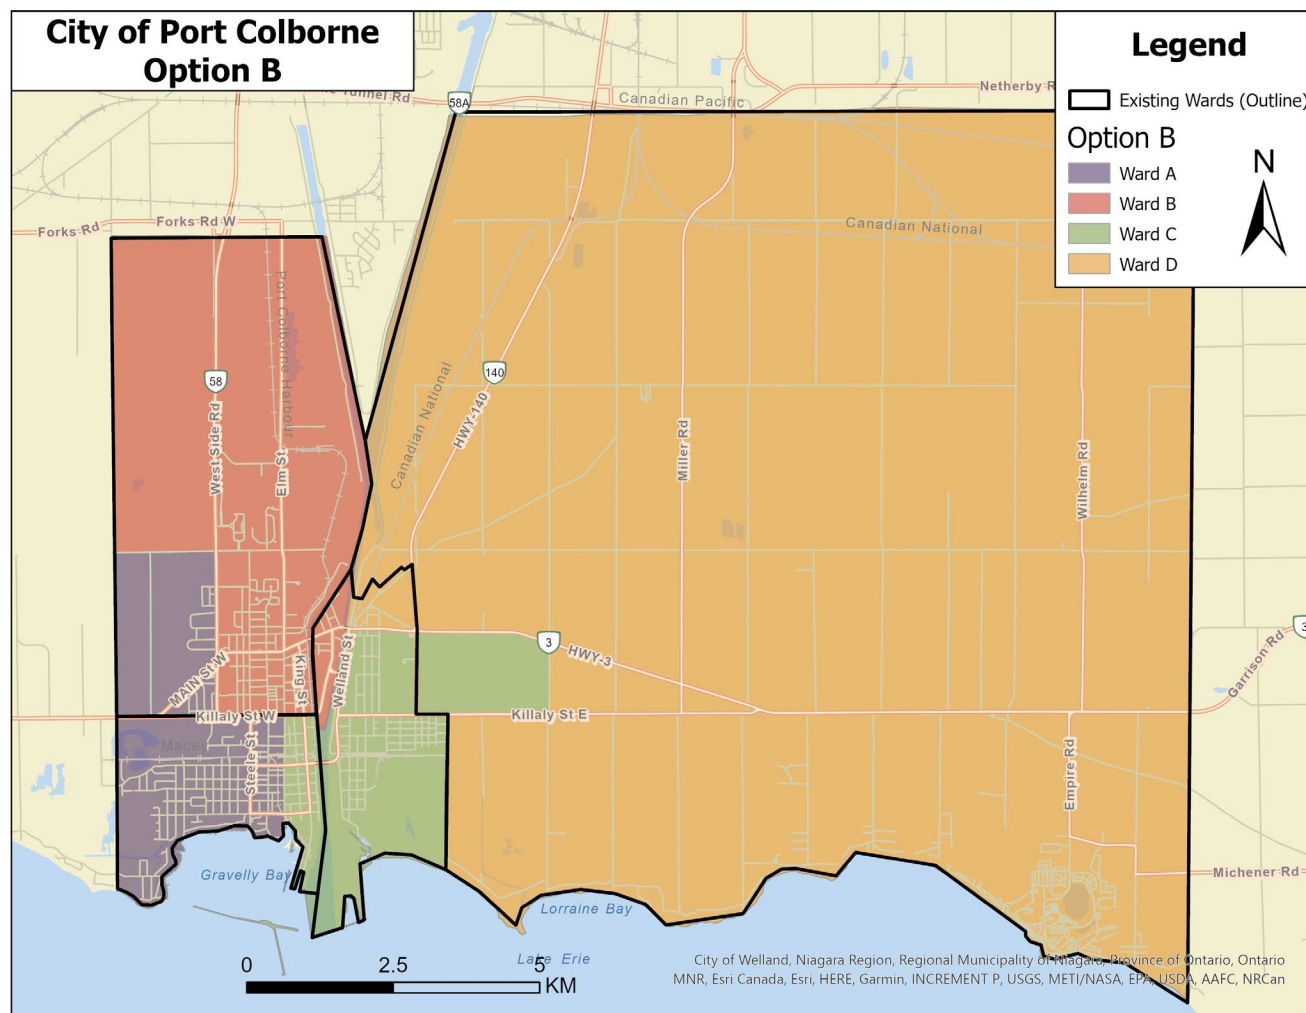 City of Port Colborne
Option B
Legend
Existing Wards (Outline)
Option B
Ward A
Ward B
Ward C
Ward D
N
Tunnel Rd
58A
Canadian Pacific
Netherby R
Forks Rd
Forks Rd W
Canadian National
Port Colborne Harbour
58
140
Canadian National
HWY-140
West Side Rd
Elm St
Miller Rd
Wilhelm Rd
3
3
HWY-3
Garrison Rd
MAIN St W
King St
Welland St
Killaly St W
Killaly St E
Macey
Steele St
Empire Rd
Michener Rd
Gravelly Bay
Lorraine Bay
Lake Erie
0 2.5 5
KM
City of Welland, Niagara Region, Regional Municipality of Niagara, Province of Ontario, Ontario
MNR, Esri Canada, Esri, HERE, Garmin, INCREMENT P, USGS, METI/NASA, EPA, USDA, AAFC, NRCan